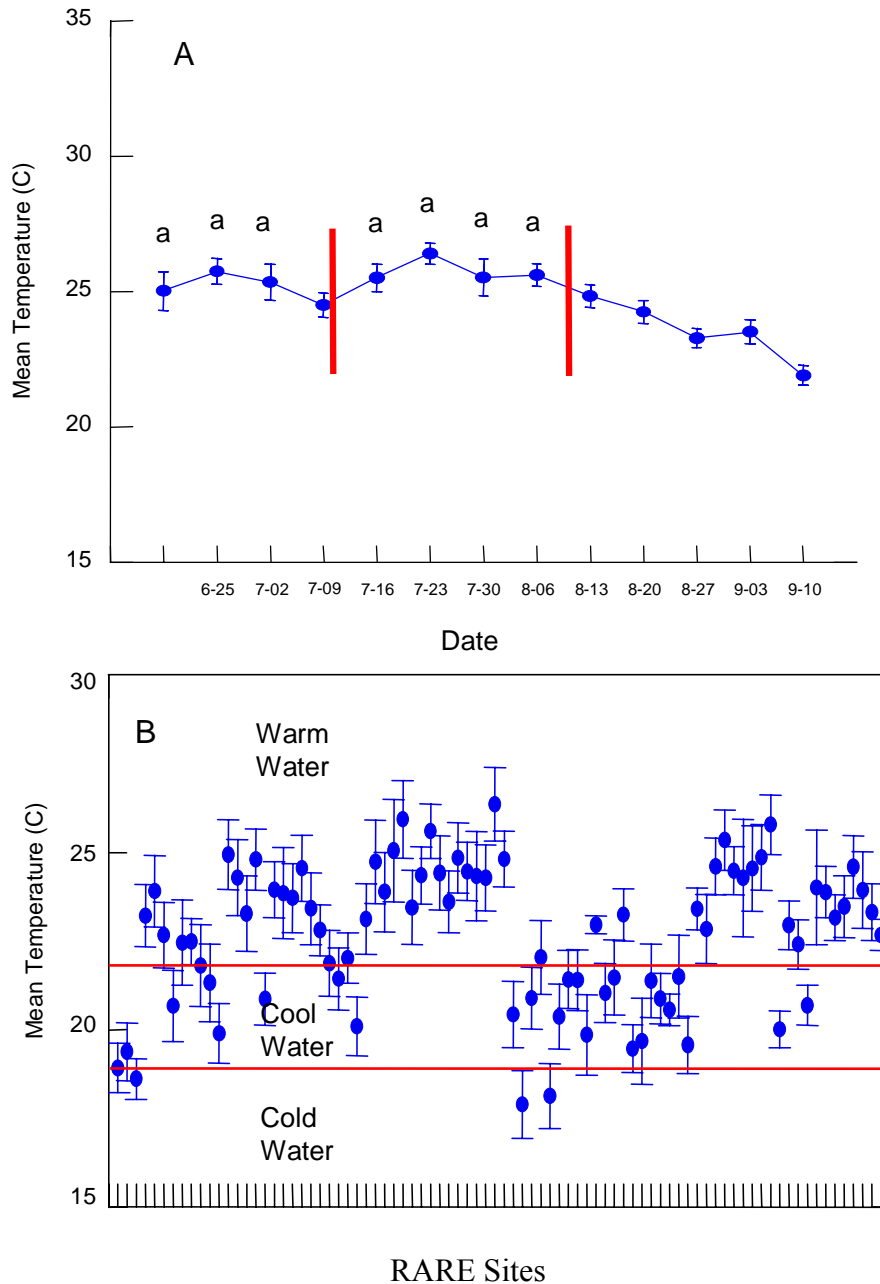 A
35
30
25
20
15
Mean Temperature (C)
a a a a a a a
6-25 7-02 7-09 7-16 7-23 7-30 8-06 8-13 8-20 8-27 9-03 9-10
Date
B
30
25
20
15
Mean Temperature (C)
Warm
Water
Cool
Water
Cold
Water
RARE Sites